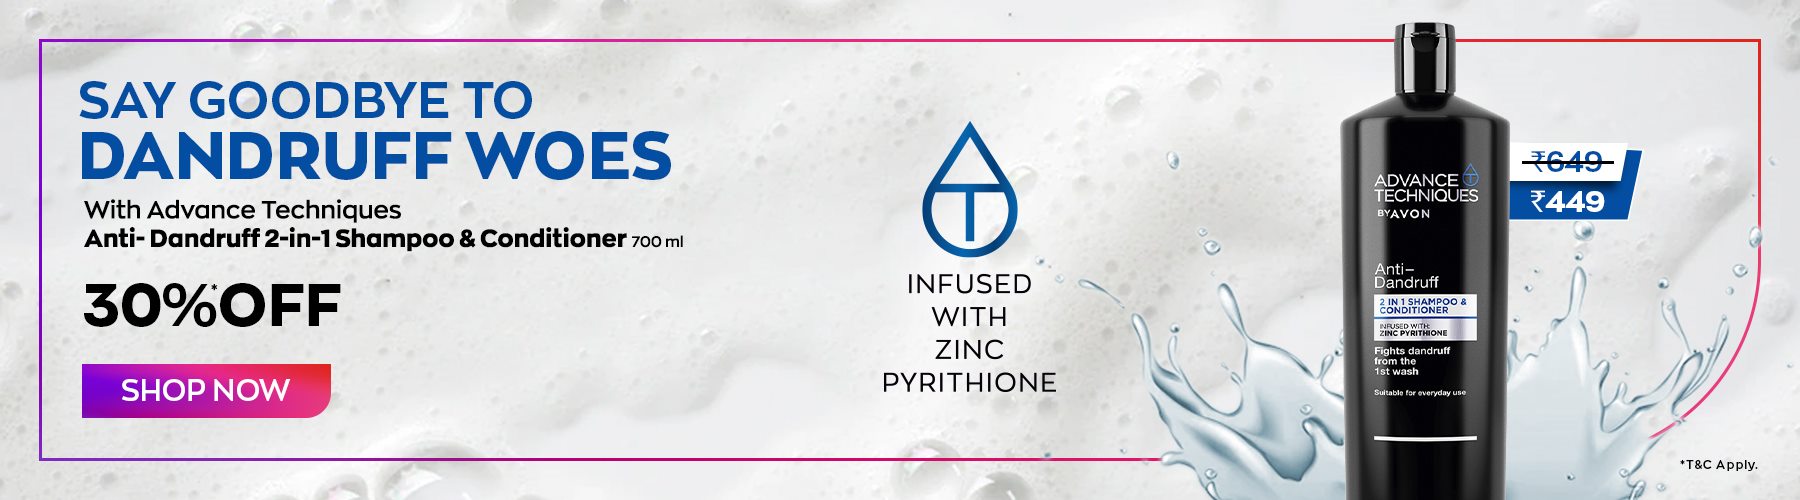 SAY GOODBYE TO
DANDRUFF WOES
With Advance Techniques
Anti- Dandruff 2-in-1 Shampoo & Conditioner 700 ml
30%*OFF
SHOP NOW
T
INFUSED
WITH
ZINC
PYRITHIONE
ADVANCE T
TECHNIQUES
BY AVON
Anti-
Dandruff
2 IN 1 SHAMPOO &
CONDITIONER
INFUSED WITH:
ZINC PYRITHIONE
Fights dandruff
from the
1st wash
Suitable for everyday use
₹649
₹449
*T&C Apply.